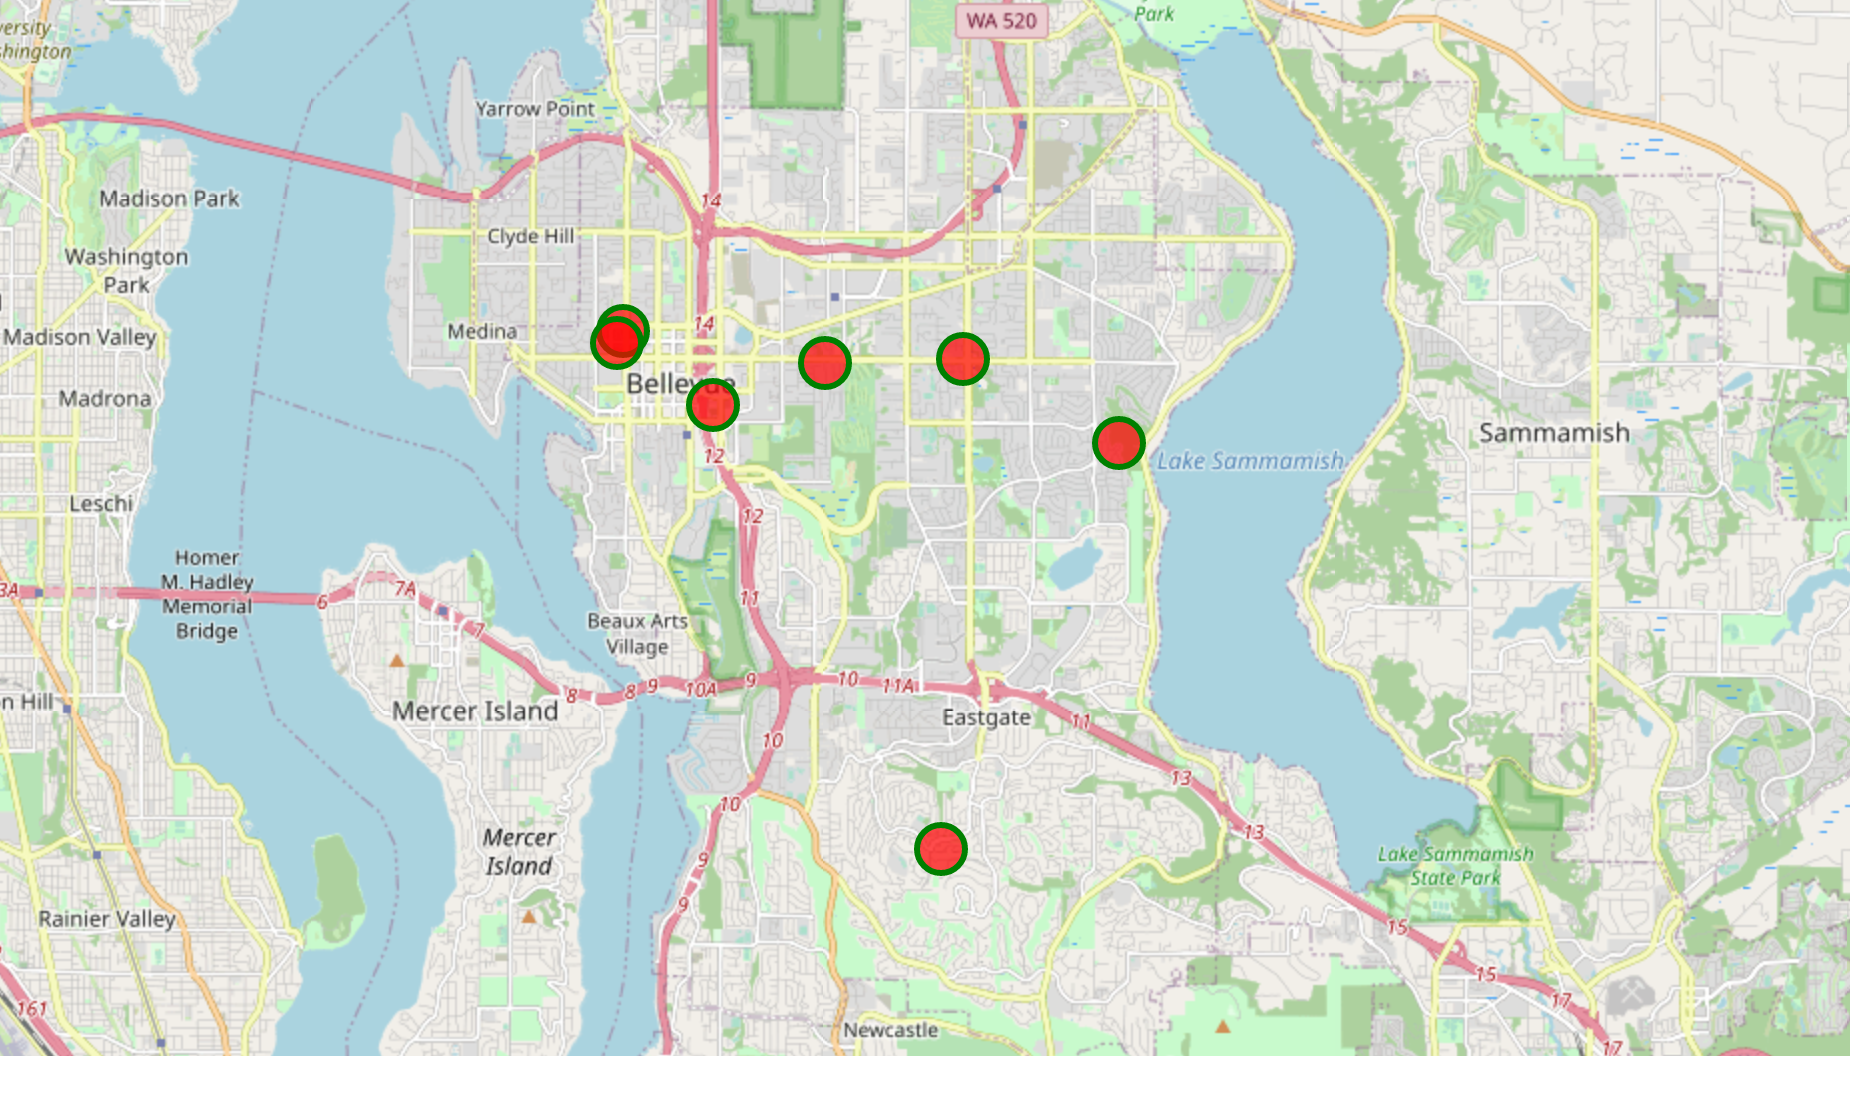 versity
shington
Park
WA 520
Yarrow Point
Madison Park
14
Clyde Hill
Washington
Park
Medina
14
Madison Valley
Bellevue
Madrona
Sammamish
12
Lake Sammamish
Leschi
12
Homer
M. Hadley
Memorial
Bridge
3A
6
7A
7
11
Beaux Arts
Village
8
8
9
10A
9
10
11A
n Hill
Mercer Island
Eastgate
11
10
13
10
13
Mercer
Island
9
Lake Sammamish
State Park
9
Rainier Valley
15
15
17
161
Newcastle
17